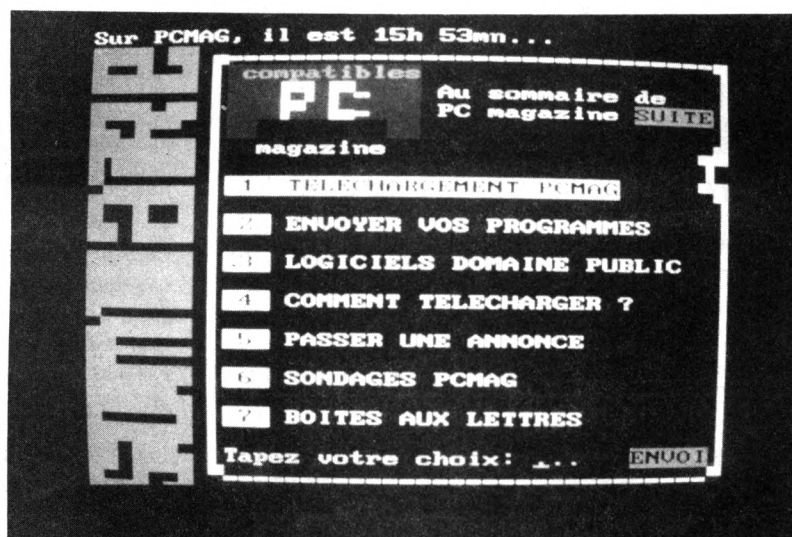 Sur PCMAG, il est 15h 53mn...
compatibles
PC
magazine
Au sommaire de
PC magazine SUITE
1 TELECHARGEMENT PCMAG
2 ENVOYER VOS PROGRAMMES
3 LOGICIELS DOMAINE PUBLIC
4 COMMENT TELECHARGER ?
5 PASSER UNE ANNONCE
6 SONDAGES PCMAG
7 BOITES AUX LETTRES
Tapez votre choix: _.. ENVOI
SOMMAIRE